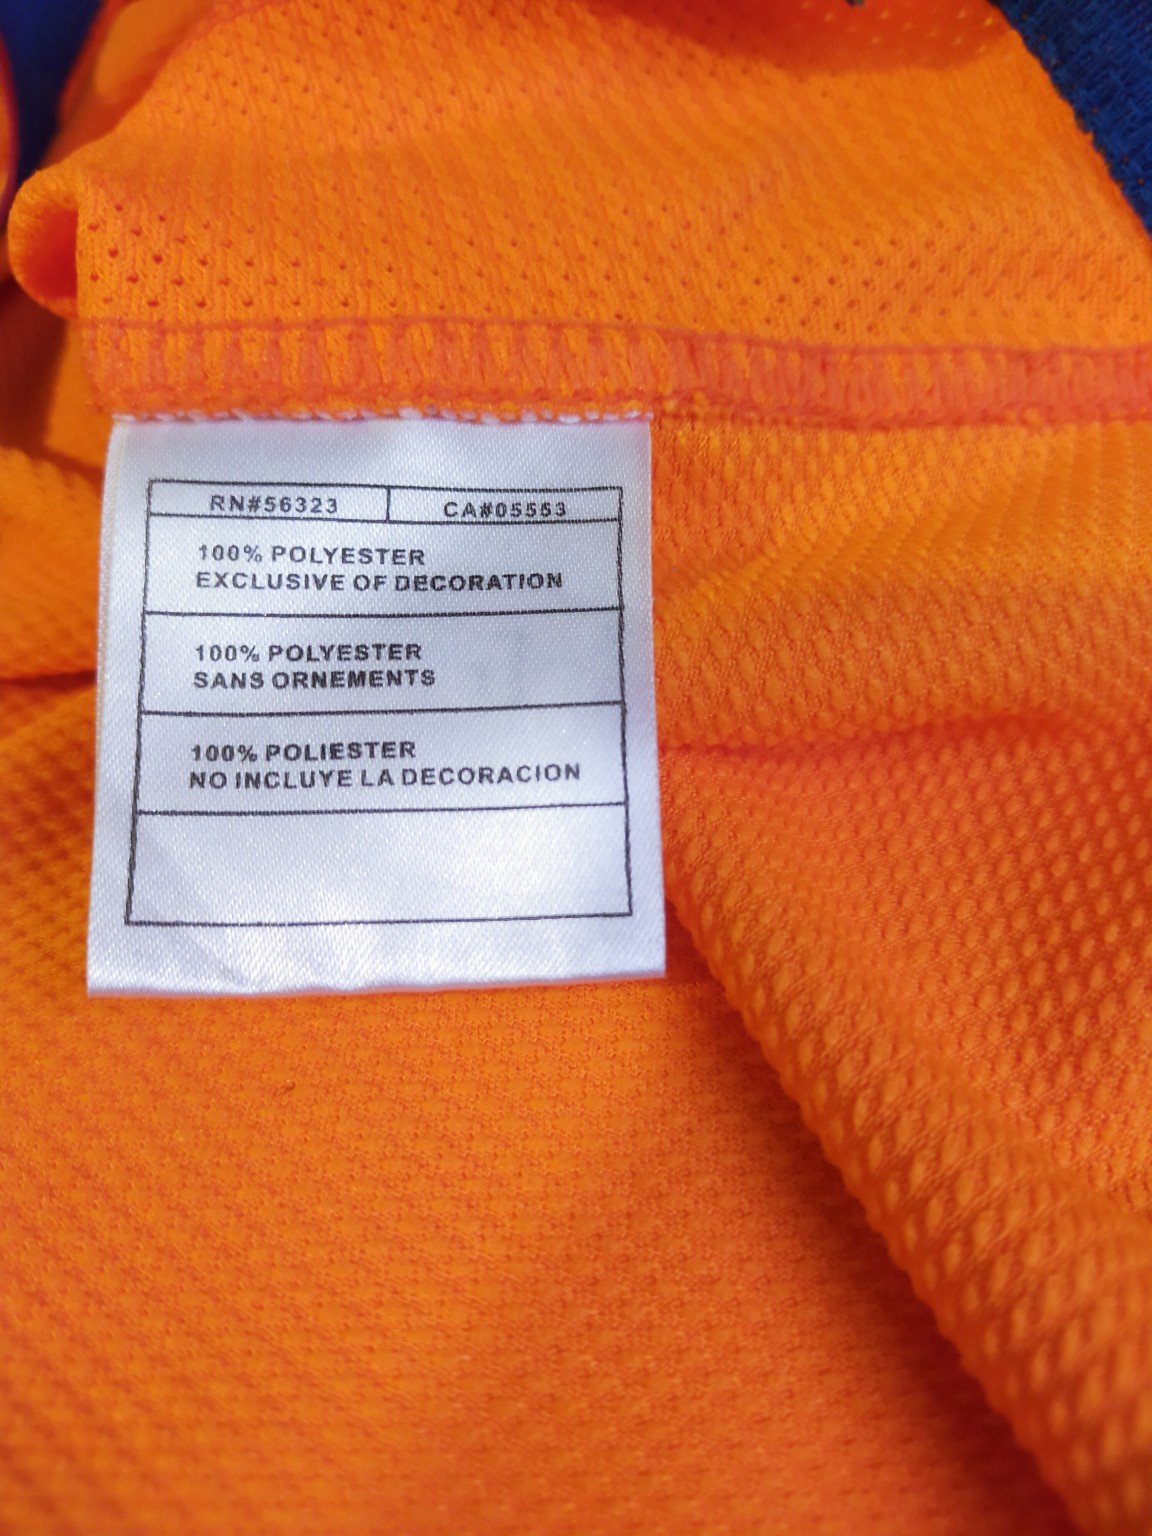 RN#56323 CA#05553
100% POLYESTER
EXCLUSIVE OF DECORATION
100% POLYESTER
SANS ORNEMENTS
100% POLIESTER
NO INCLUYE LA DECORACION